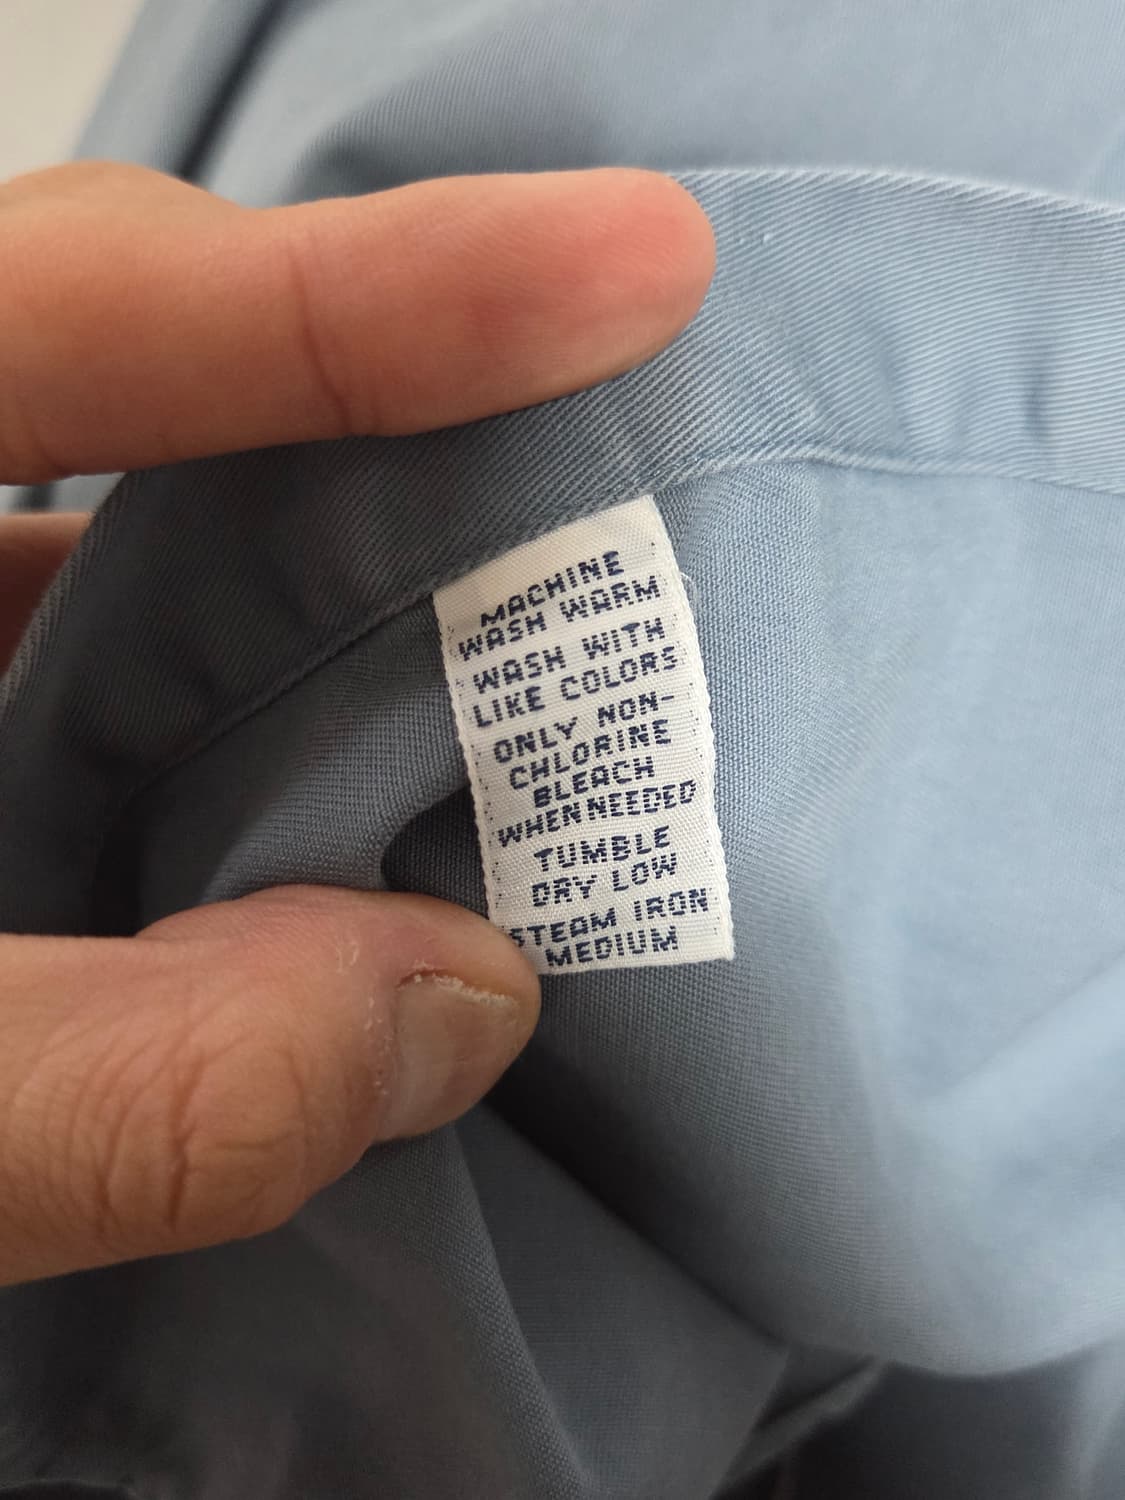 MACHINE
WASH WARM
WASH WITH
LIKE COLORS
ONLY NON-
CHLORINE
BLEACH
WHEN NEEDED
TUMBLE
DRY LOW
STEAM IRON
MEDIUM